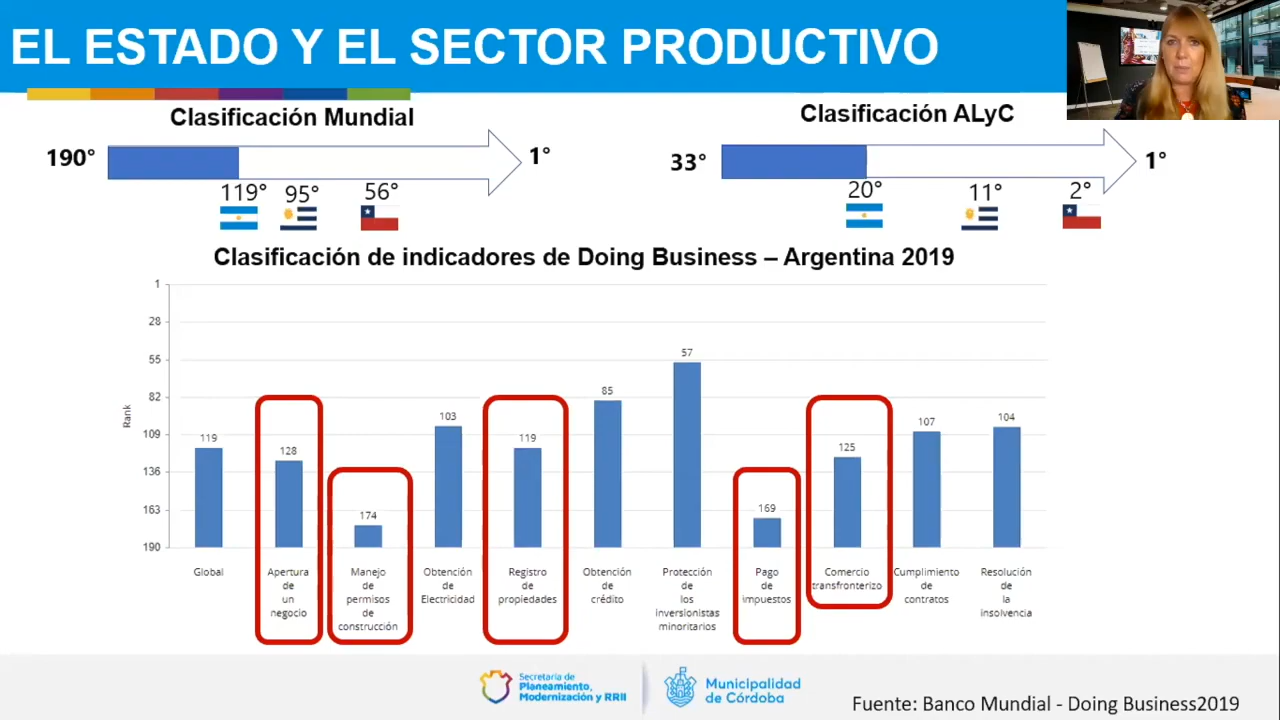 EL ESTADO Y EL SECTOR PRODUCTIVO
Clasificación Mundial
190°
1°
119°
95°
56°
Clasificación ALyC
33°
1°
20°
11°
2°
Clasificación de indicadores de Doing Business – Argentina 2019
Rank
1
28
55
82
109
136
163
190
119
128
174
103
119
85
57
169
125
107
104
Global
Apertura
de
un
negocio
Manejo
de
permisos
de
construcción
Obtención
de
Electricidad
Registro
de
propiedades
Obtención
de
crédito
Protección
de
los
inversionistas
minoritarios
Pago
de
impuestos
Comercio
transfronterizo
Cumplimiento
de
contratos
Resolución
de
la
insolvencia
Secretaría de
Planeamiento,
Modernización y RRII
Municipalidad
de Córdoba
Fuente: Banco Mundial - Doing Business2019